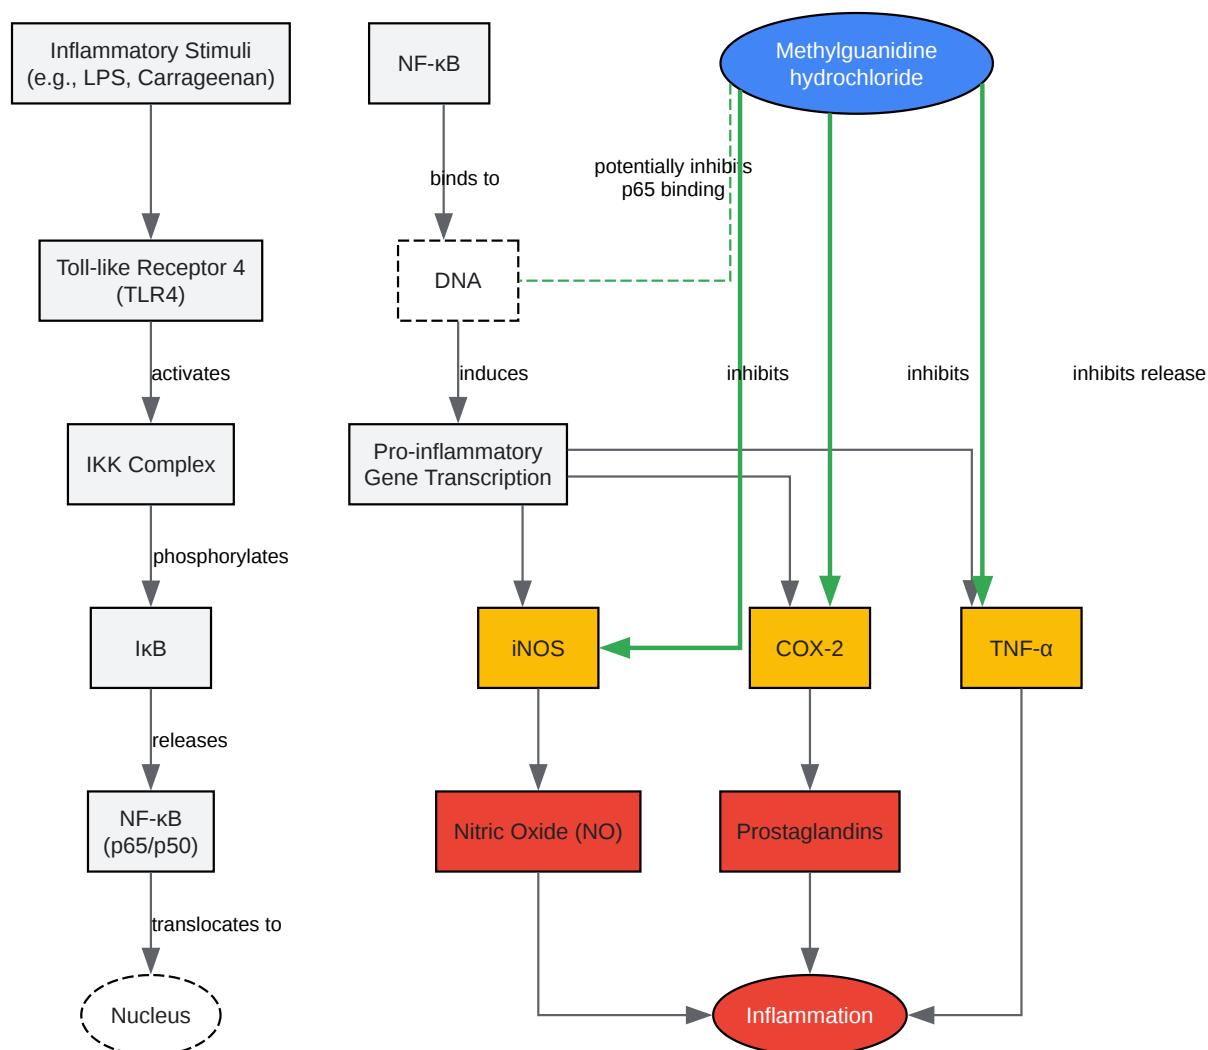 Inflammatory Stimuli
(e.g., LPS, Carrageenan)
NF-κB
Methylguanidine
hydrochloride
binds to
potentially inhibits
p65 binding
Toll-like Receptor 4
(TLR4)
DNA
activates
induces
inhibits
inhibits
inhibits release
IKK Complex
Pro-inflammatory
Gene Transcription
phosphorylates
IκB
iNOS
COX-2
TNF-α
releases
NF-κB
(p65/p50)
Nitric Oxide (NO)
Prostaglandins
translocates to
Nucleus
Inflammation